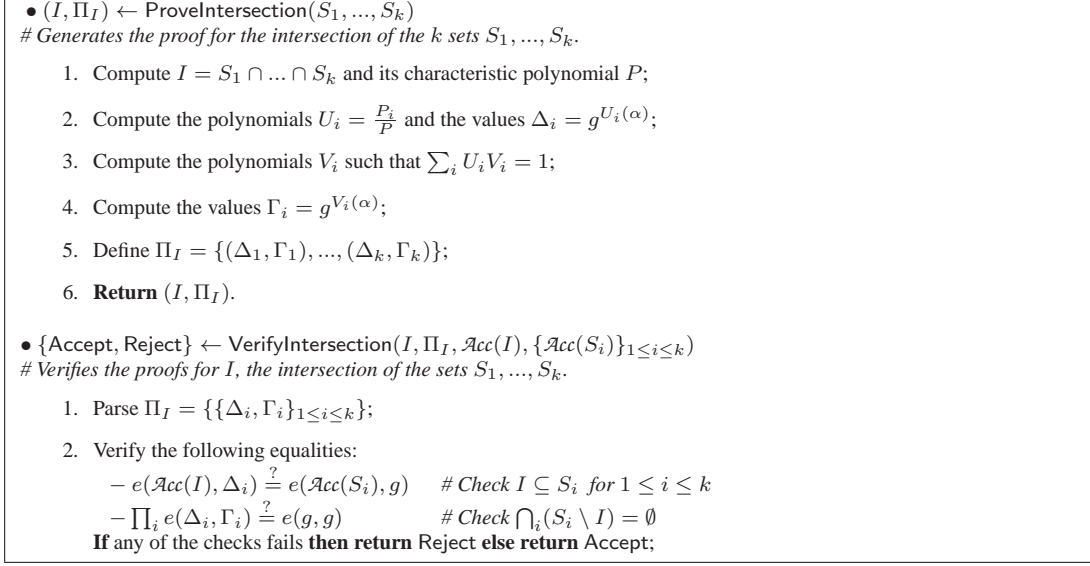 • (I, Π_I) ← ProveIntersection(S_1, ..., S_k)
# Generates the proof for the intersection of the k sets S_1, ..., S_k.
1. Compute I = S_1 ∩ ... ∩ S_k and its characteristic polynomial P;
2. Compute the polynomials U_i = P_i/P and the values Δ_i = g^{U_i(α)};
3. Compute the polynomials V_i such that ∑_i U_iV_i = 1;
4. Compute the values Γ_i = g^{V_i(α)};
5. Define Π_I = {(Δ_1, Γ_1), ..., (Δ_k, Γ_k)};
6. Return (I, Π_I).
• {Accept, Reject} ← VerifyIntersection(I, Π_I, Acc(I), {Acc(S_i)}_{1≤i≤k})
# Verifies the proofs for I, the intersection of the sets S_1, ..., S_k.
1. Parse Π_I = {{Δ_i, Γ_i}_{1≤i≤k}};
2. Verify the following equalities:
− e(Acc(I), Δ_i) ≟ e(Acc(S_i), g) # Check I ⊆ S_i for 1 ≤ i ≤ k
− ∏_i e(Δ_i, Γ_i) ≟ e(g, g) # Check ⋂_i(S_i \ I) = ∅
If any of the checks fails then return Reject else return Accept;